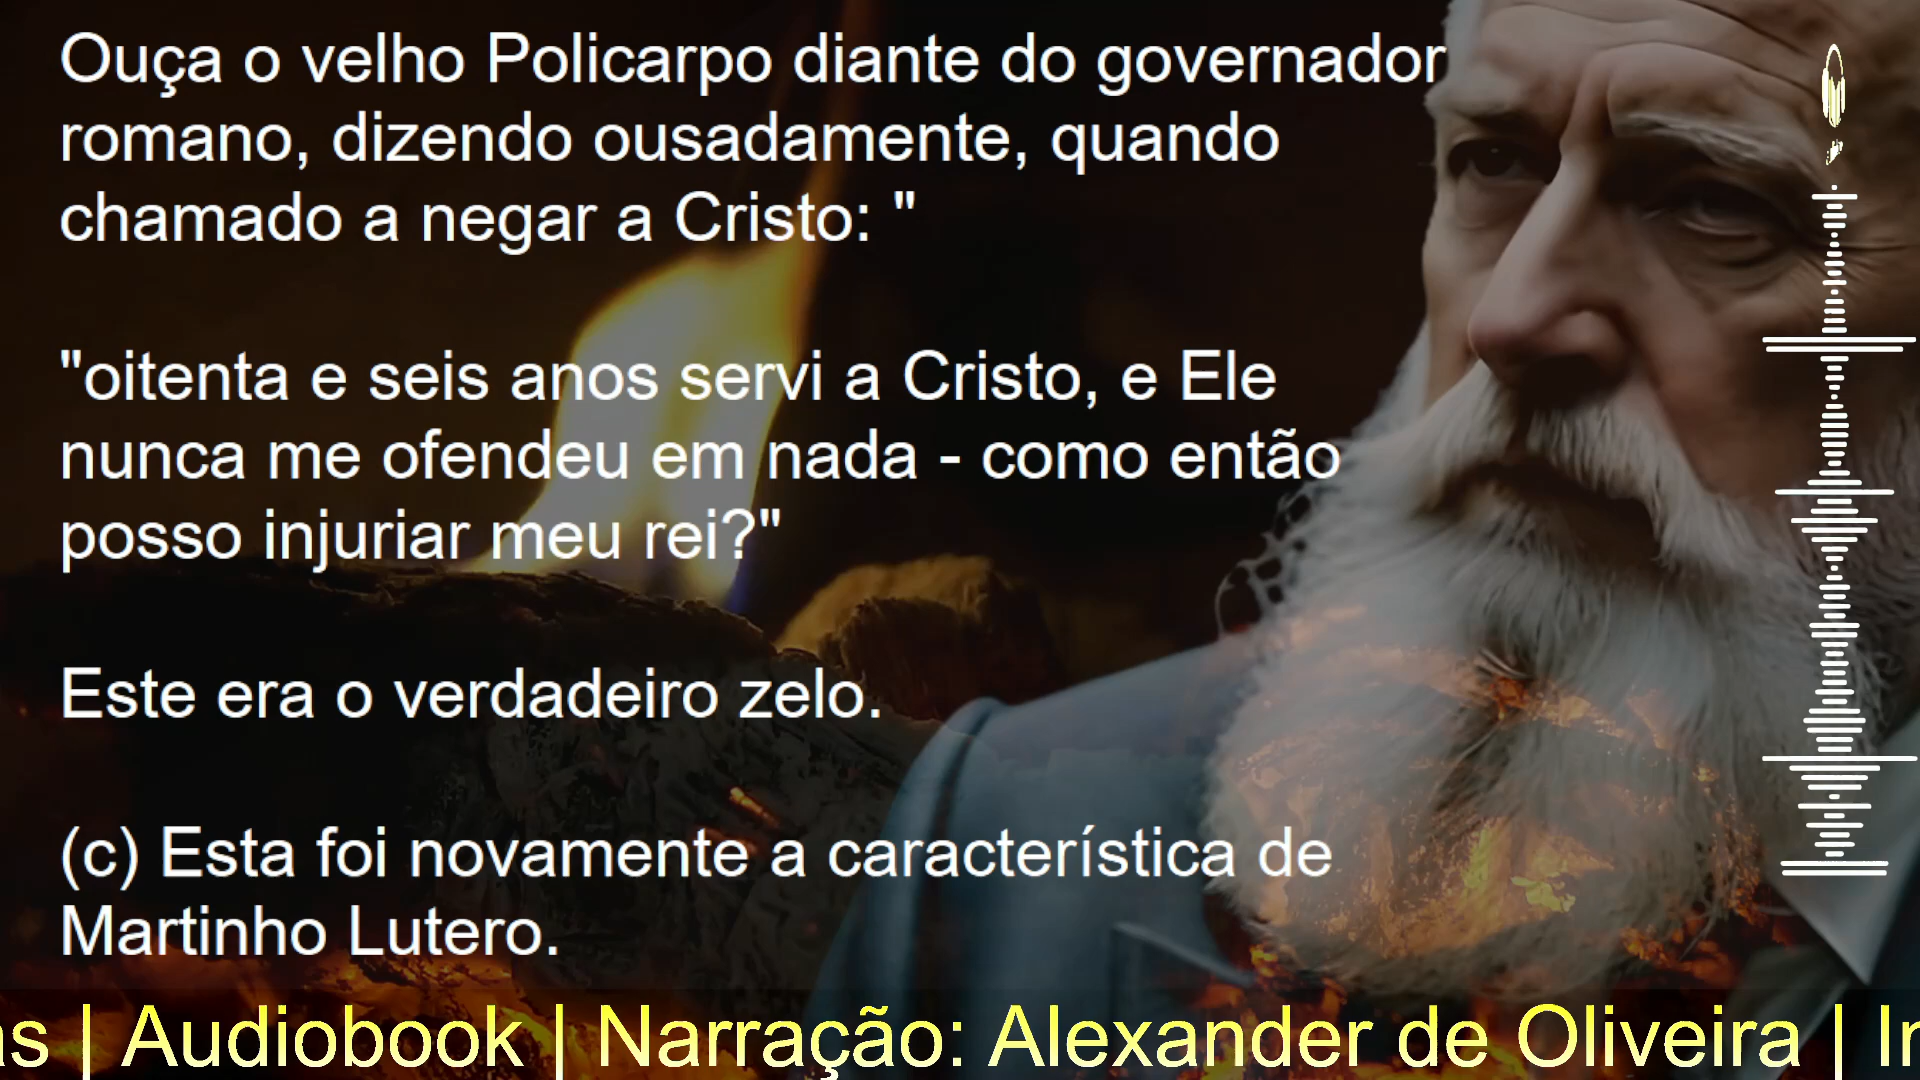 Ouça o velho Policarpo diante do governador
romano, dizendo ousadamente, quando
chamado a negar a Cristo: "
"oitenta e seis anos servi a Cristo, e Ele
nunca me ofendeu em nada - como então
posso injuriar meu rei?"
Este era o verdadeiro zelo.
(c) Esta foi novamente a característica de
Martinho Lutero.
| Audiobook | Narração: Alexander de Oliveira |